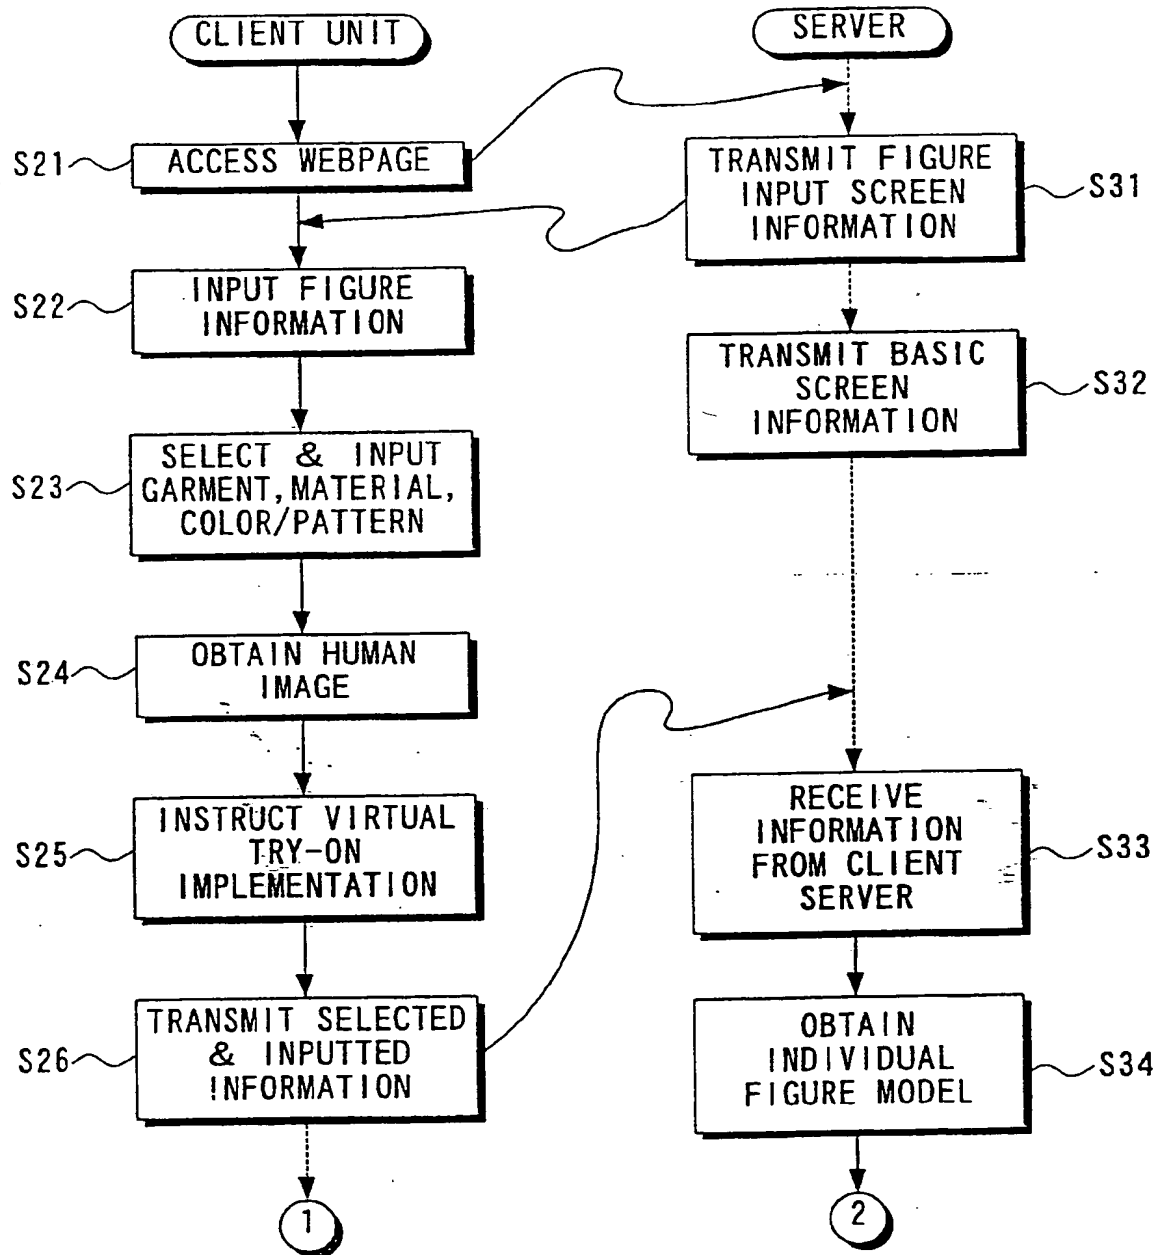 CLIENT UNIT
SERVER
S21
ACCESS WEBPAGE
TRANSMIT FIGURE
INPUT SCREEN
INFORMATION
S31
S22
INPUT FIGURE
INFORMATION
TRANSMIT BASIC
SCREEN
INFORMATION
S32
S23
SELECT & INPUT
GARMENT, MATERIAL,
COLOR/PATTERN
S24
OBTAIN HUMAN
IMAGE
S25
INSTRUCT VIRTUAL
TRY-ON
IMPLEMENTATION
RECEIVE
INFORMATION
FROM CLIENT
SERVER
S33
S26
TRANSMIT SELECTED
& INPUTTED
INFORMATION
OBTAIN
INDIVIDUAL
FIGURE MODEL
S34
1
2